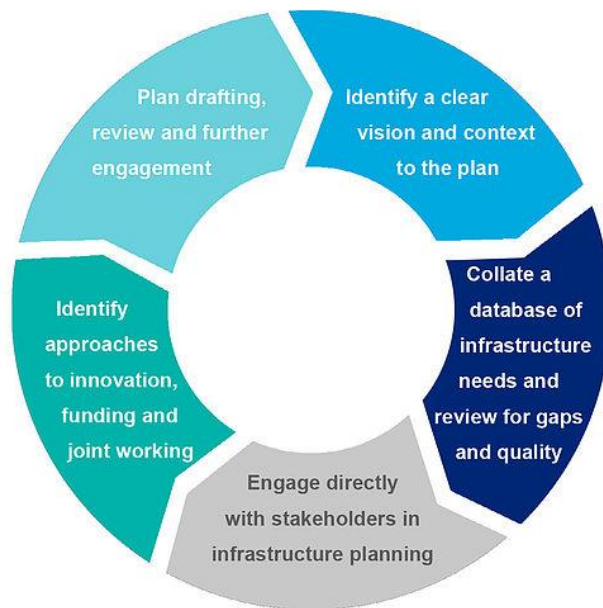 Plan drafting,
review and further
engagement
Identify a clear
vision and context
to the plan
Collate a
database of
infrastructure
needs and
review for gaps
and quality
Engage directly
with stakeholders in
infrastructure planning
Identify
approaches
to innovation,
funding and
joint working